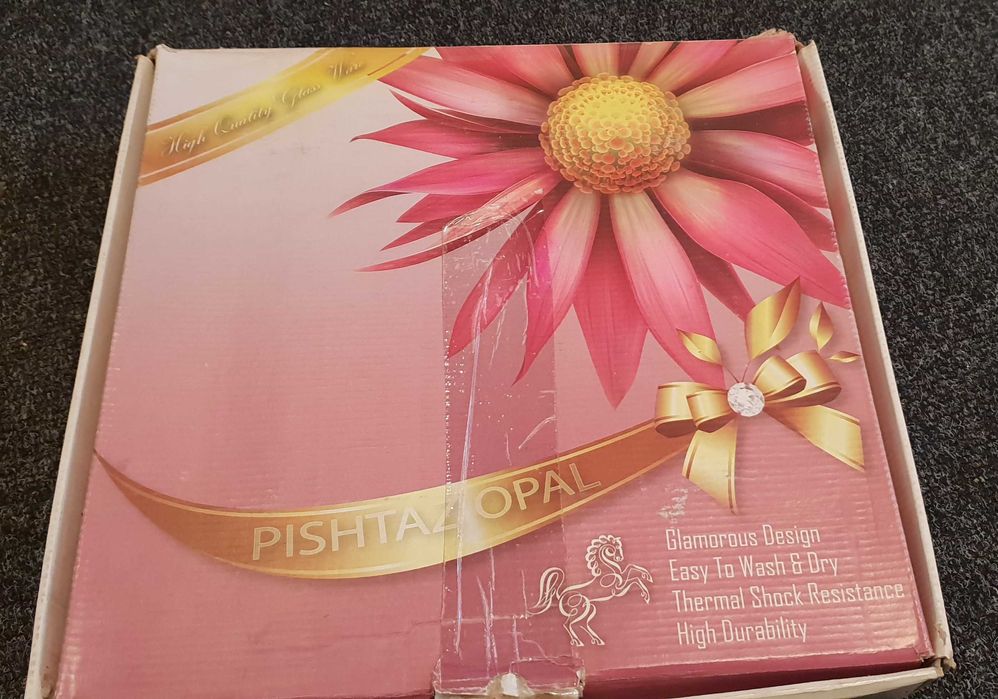 High Quality Glass Ware
PISHTAZ OPAL
Glamorous Design
Easy To Wash & Dry
Thermal Shock Resistance
High Durability